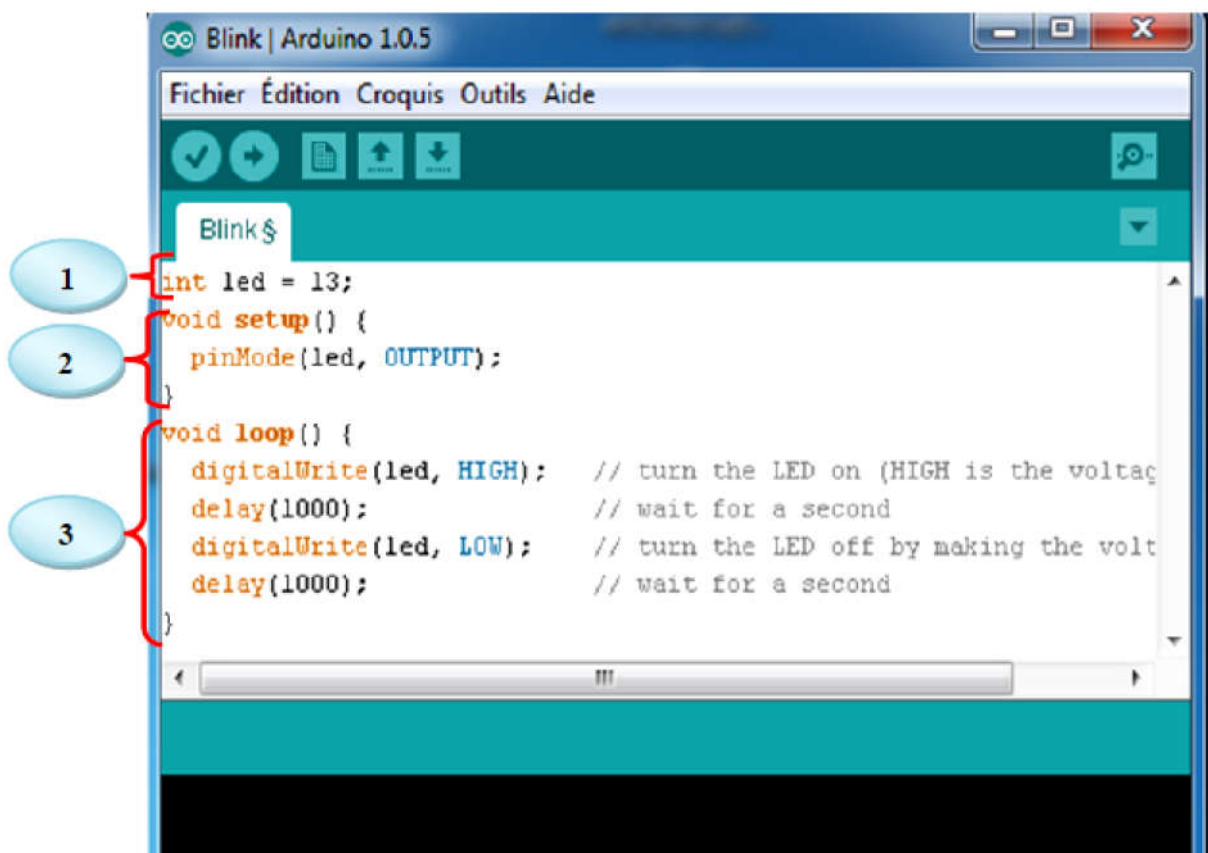 Blink | Arduino 1.0.5
Fichier Édition Croquis Outils Aide
Blink §
1
int led = 13;
2
void setup() {
pinMode(led, OUTPUT);
}
3
void loop() {
digitalWrite(led, HIGH); // turn the LED on (HIGH is the voltag
delay(1000); // wait for a second
digitalWrite(led, LOW); // turn the LED off by making the volt
delay(1000); // wait for a second
}